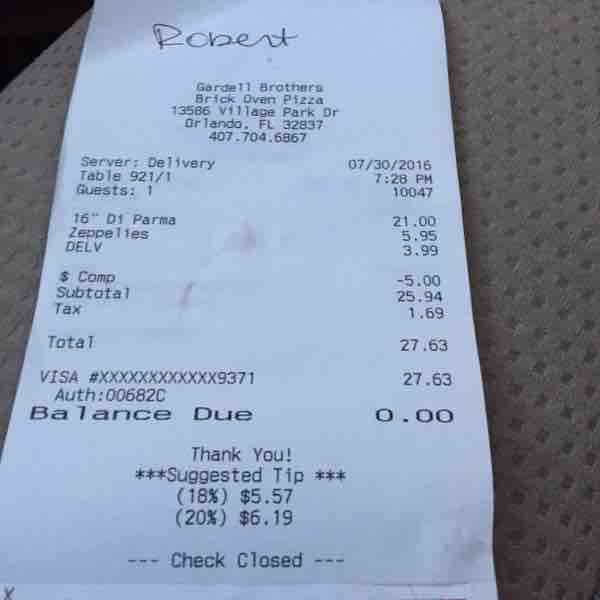 Robert
Gardell Brothers
Brick Oven Pizza
13586 Village Park Dr
Orlando, FL 32837
407.704.6867
Server: Delivery 07/30/2016
Table 921/1 7:28 PM
Guests: 1 10047
16" Di Parma 21.00
Zeppelies 5.95
DELV 3.99
$ Comp -5.00
Subtotal 25.94
Tax 1.69
Total 27.63
VISA #XXXXXXXXXXXX9371 27.63
Auth:00682C
Balance Due 0.00
Thank You!
***Suggested Tip ***
(18%) $5.57
(20%) $6.19
--- Check Closed ---
X